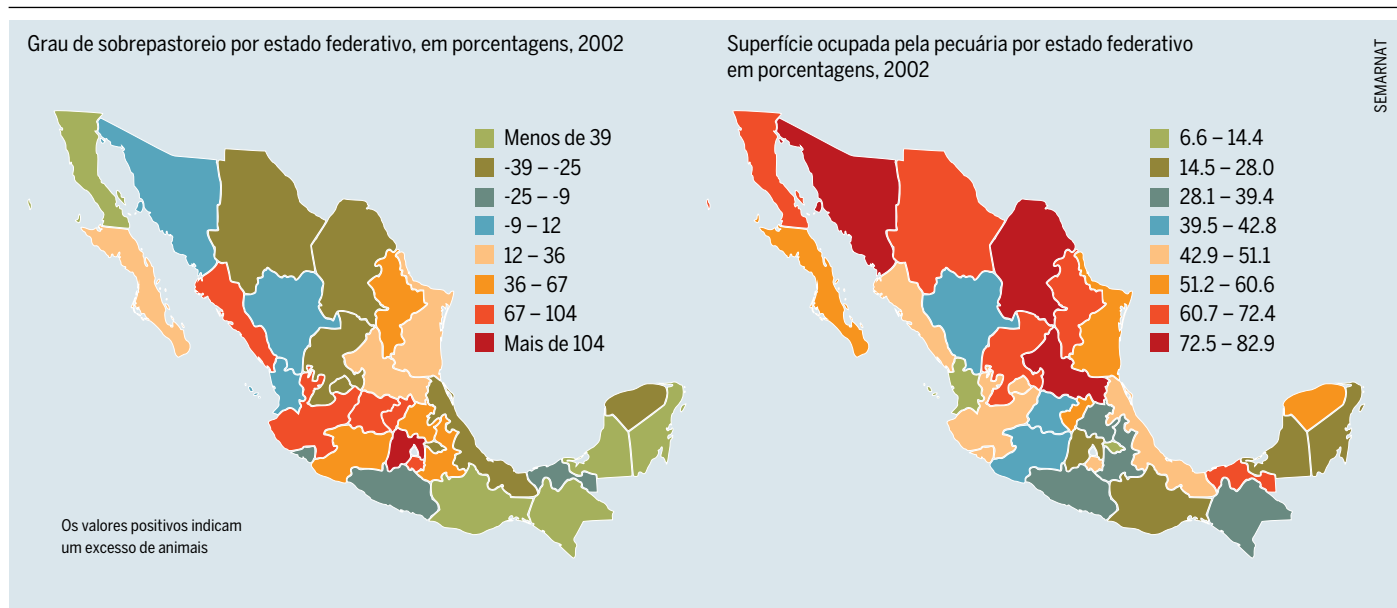 Grau de sobrepastoreio por estado federativo, em porcentagens, 2002
Menos de 39
-39 – -25
-25 – -9
-9 – 12
12 – 36
36 – 67
67 – 104
Mais de 104
Os valores positivos indicam
um excesso de animais
Superfície ocupada pela pecuária por estado federativo
em porcentagens, 2002
6.6 – 14.4
14.5 – 28.0
28.1 – 39.4
39.5 – 42.8
42.9 – 51.1
51.2 – 60.6
60.7 – 72.4
72.5 – 82.9
SEMARNAT